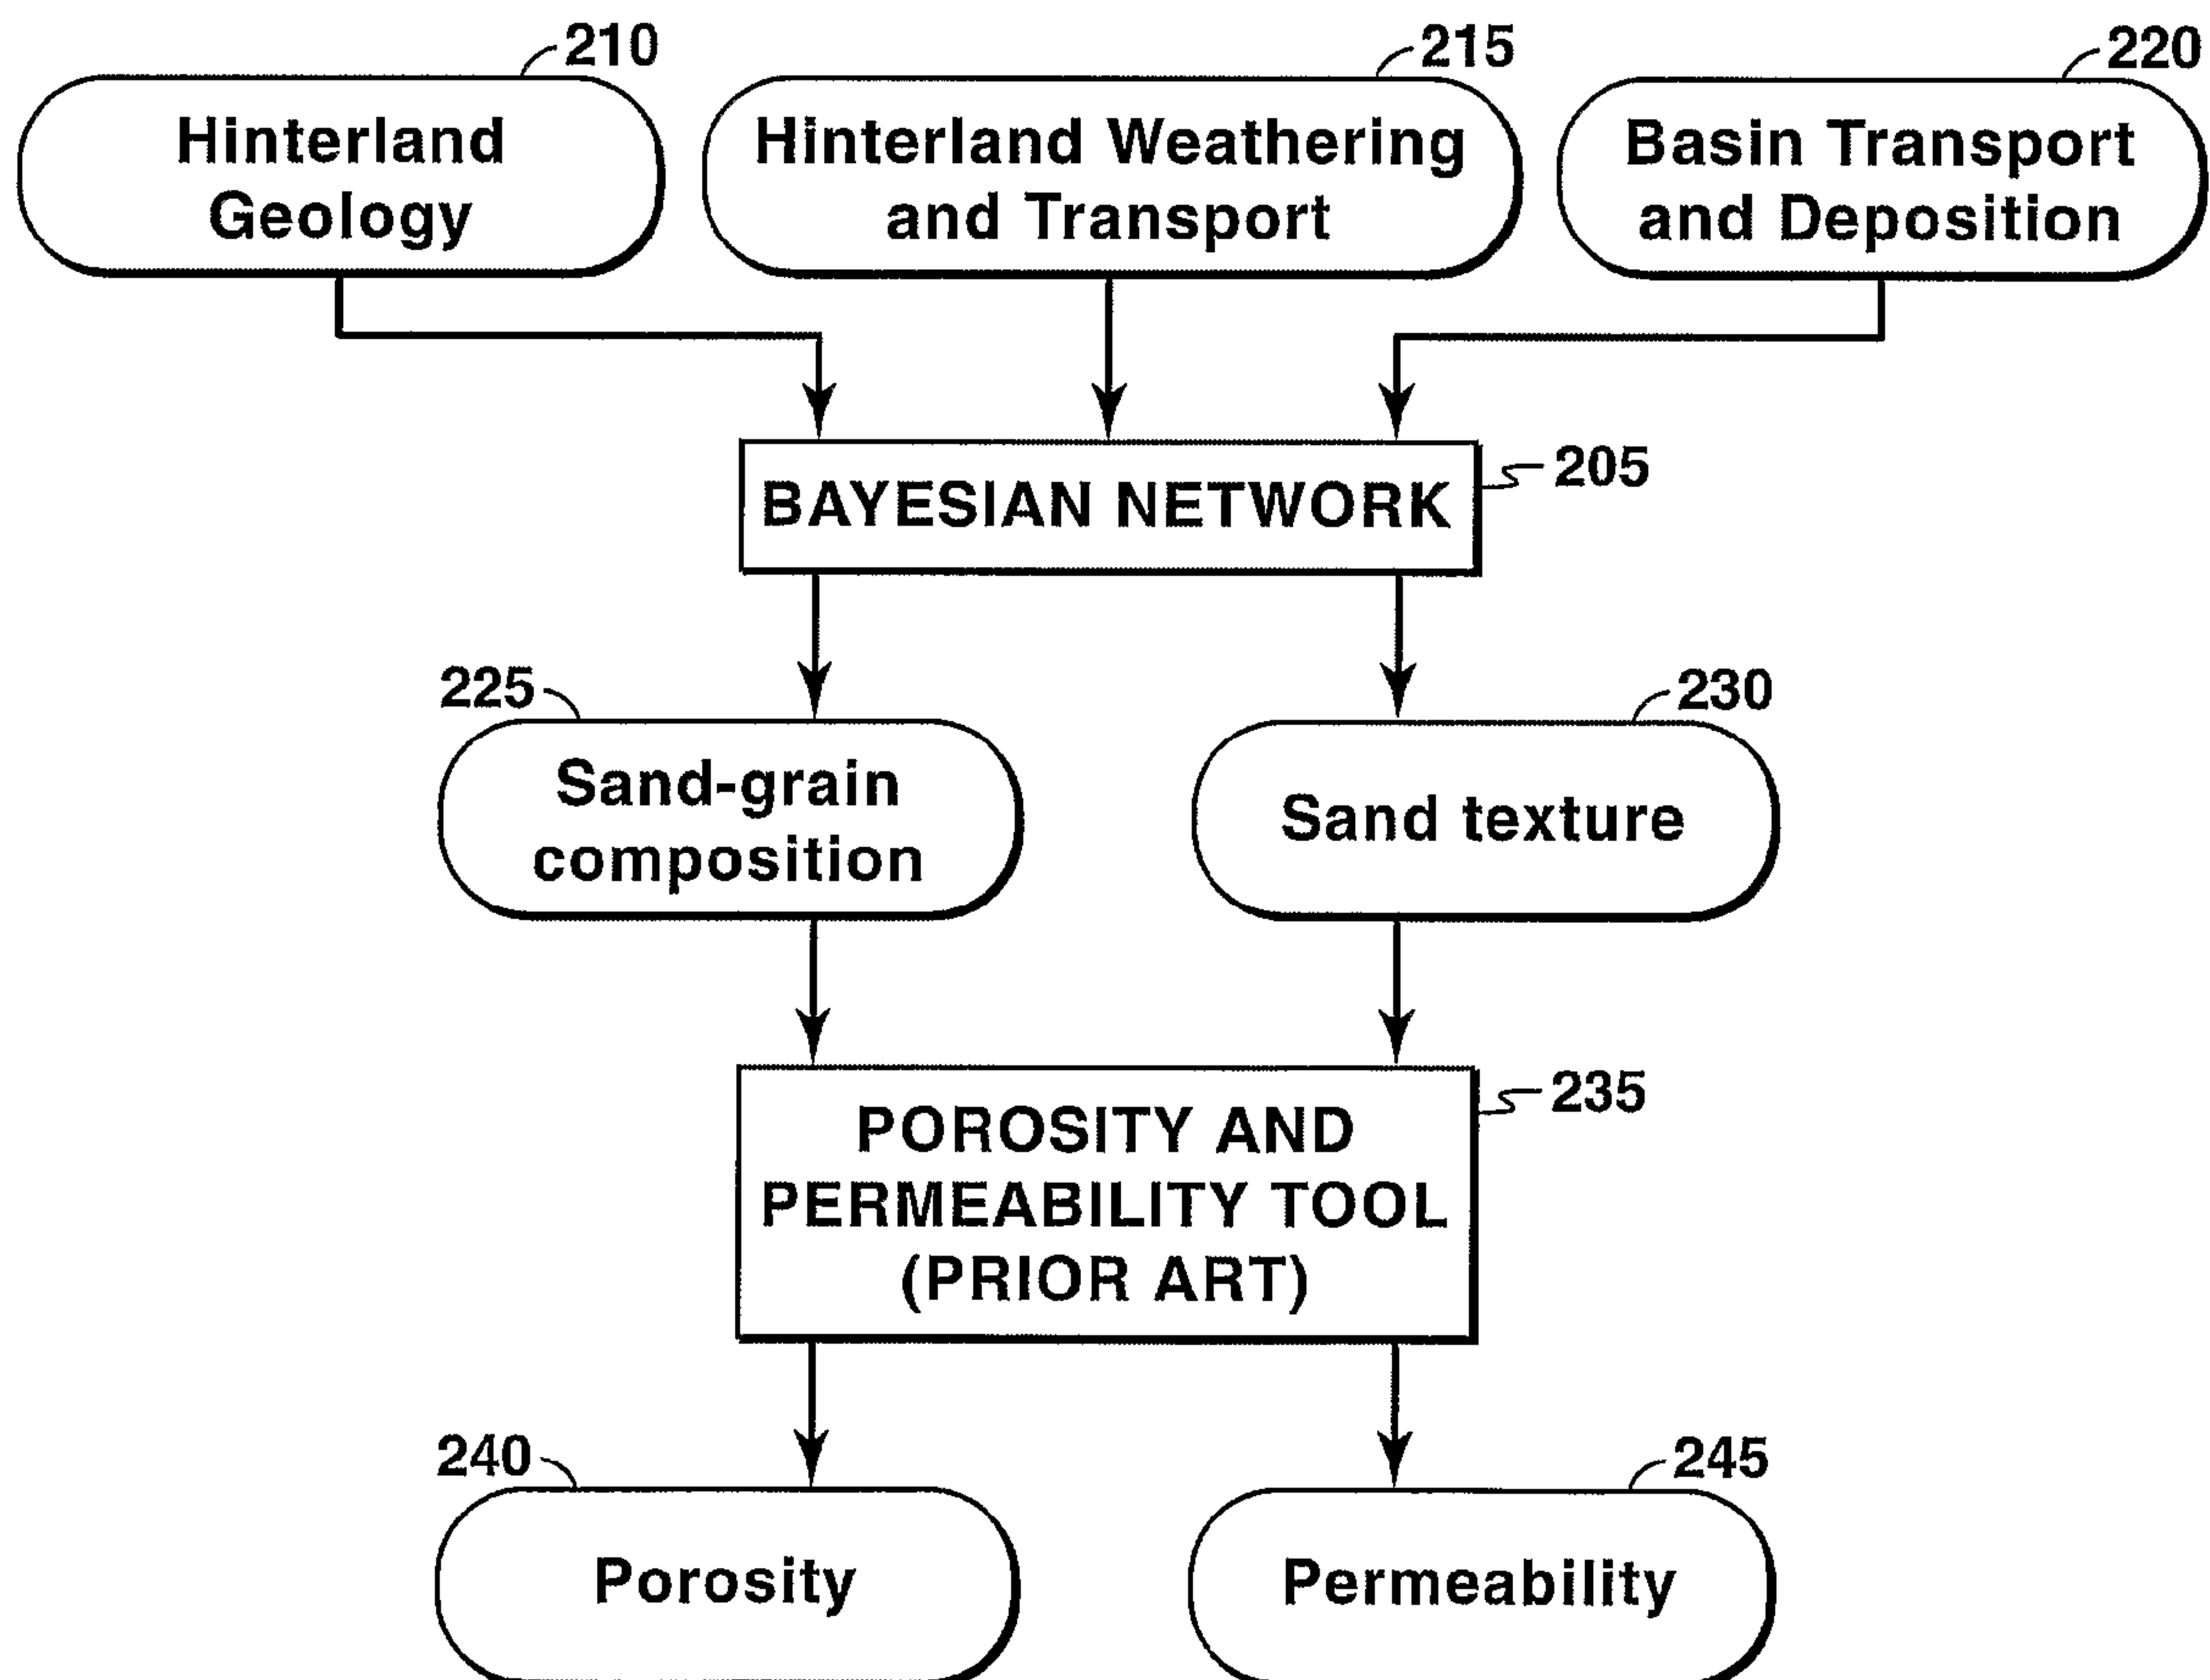 210
215
220
Hinterland
Geology
Hinterland Weathering
and Transport
Basin Transport
and Deposition
BAYESIAN NETWORK
205
225
230
Sand-grain
composition
Sand texture
235
POROSITY AND
PERMEABILITY TOOL
(PRIOR ART)
240
245
Porosity
Permeability